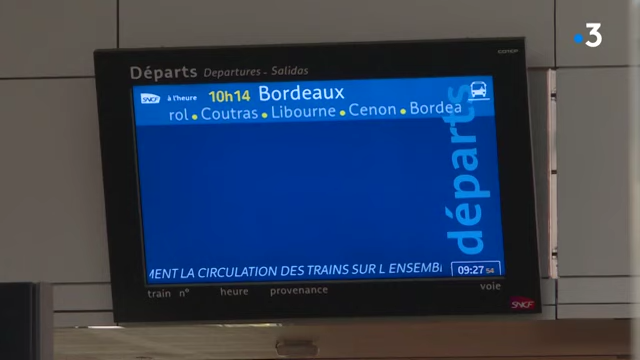 3
Départs Departures - Salidas
SNCF à l'heure 10h14 Bordeaux
rol • Coutras • Libourne • Cenon • Bordea
départs
MENT LA CIRCULATION DES TRAINS SUR L ENSEMB
09:27 54
train n° heure provenance voie
SNCF